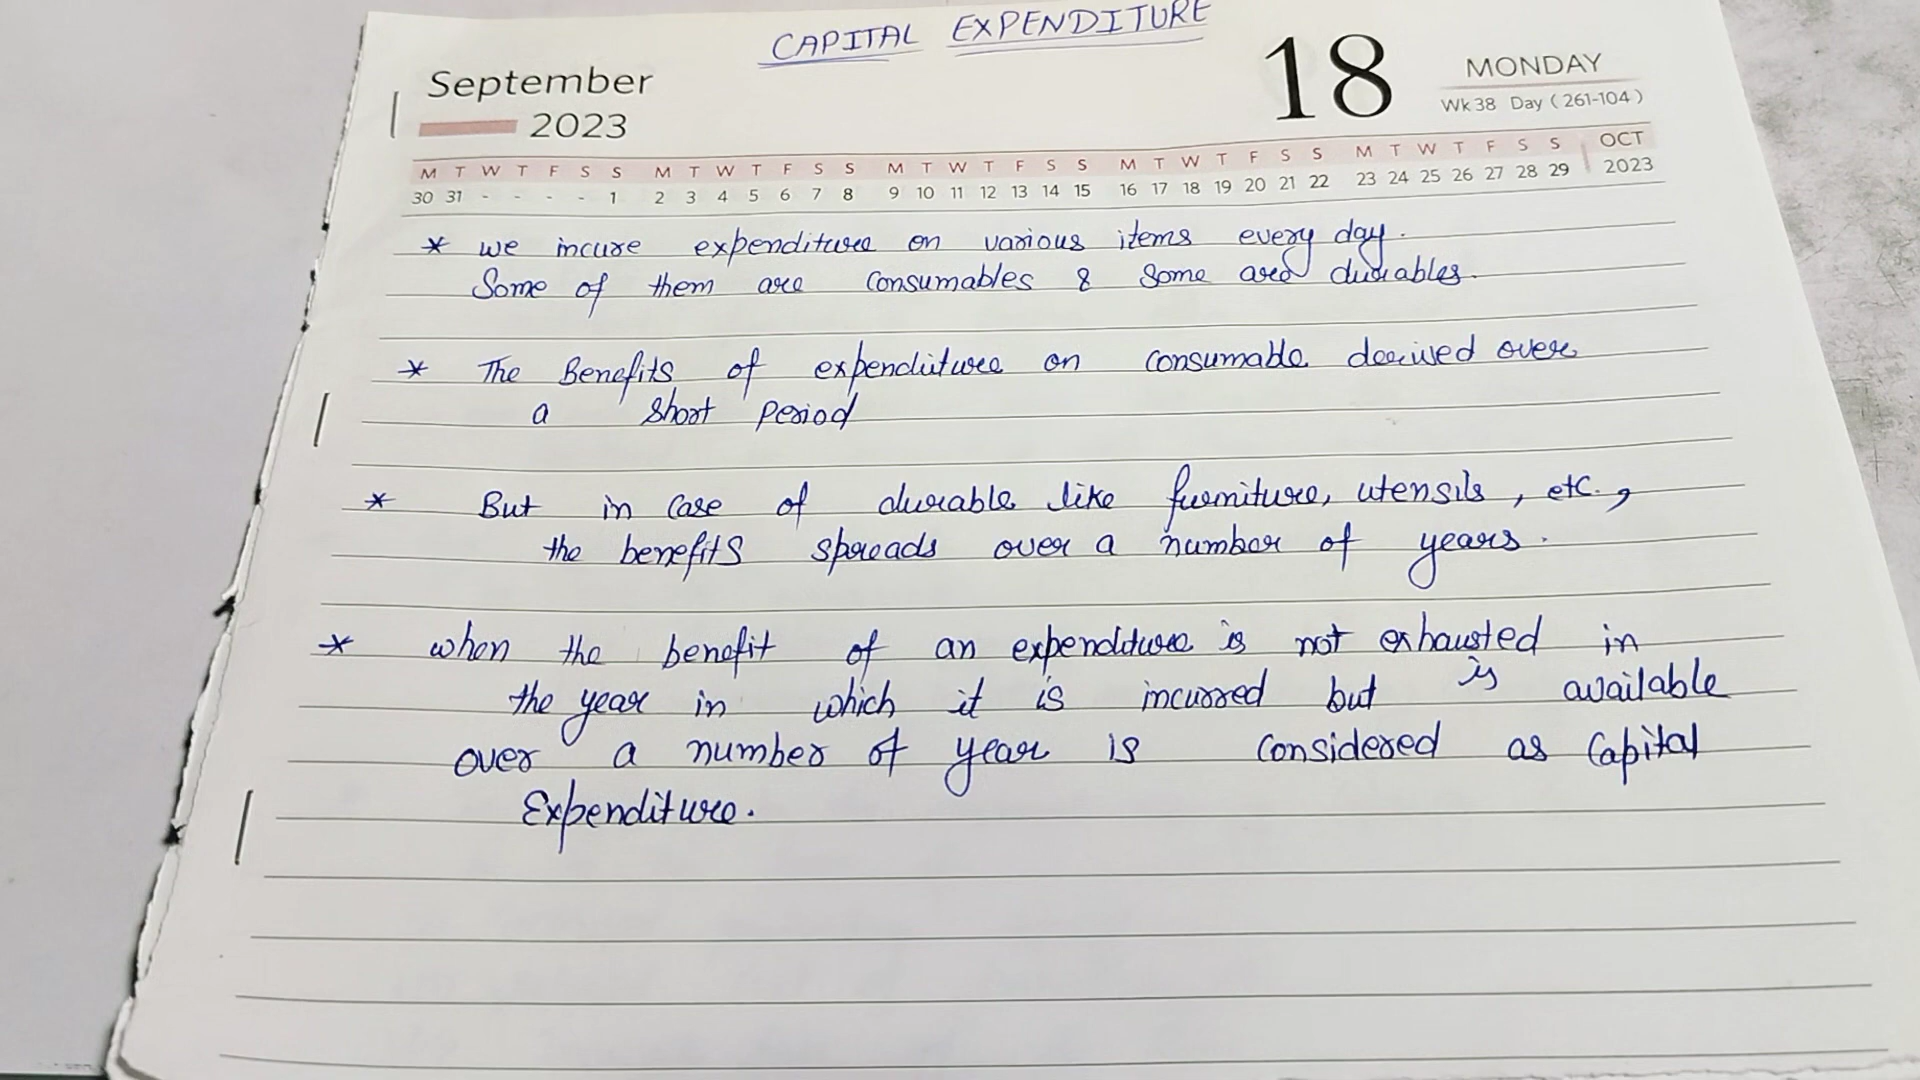 CAPITAL EXPENDITURE
September
2023
18
MONDAY
Wk 38 Day (261-104)
M T W T F S S M T W T F S S M T W T F S S M T W T F S S M T W T F S S OCT
30 31 - - - - 1 2 3 4 5 6 7 8 9 10 11 12 13 14 15 16 17 18 19 20 21 22 23 24 25 26 27 28 29 2023
* we incure expenditure on various items every day.
Some of them are Consumables & Some are durables.
* The Benefits of expenditure on Consumable derived over
a Short Period
* But in Case of durable like furniture, utensils, etc.,
the benefits spreads over a number of years.
* when the benefit of an expenditure is not exhausted in
the year in which it is incurred but is available
over a number of year is Considered as Capital
Expenditure.